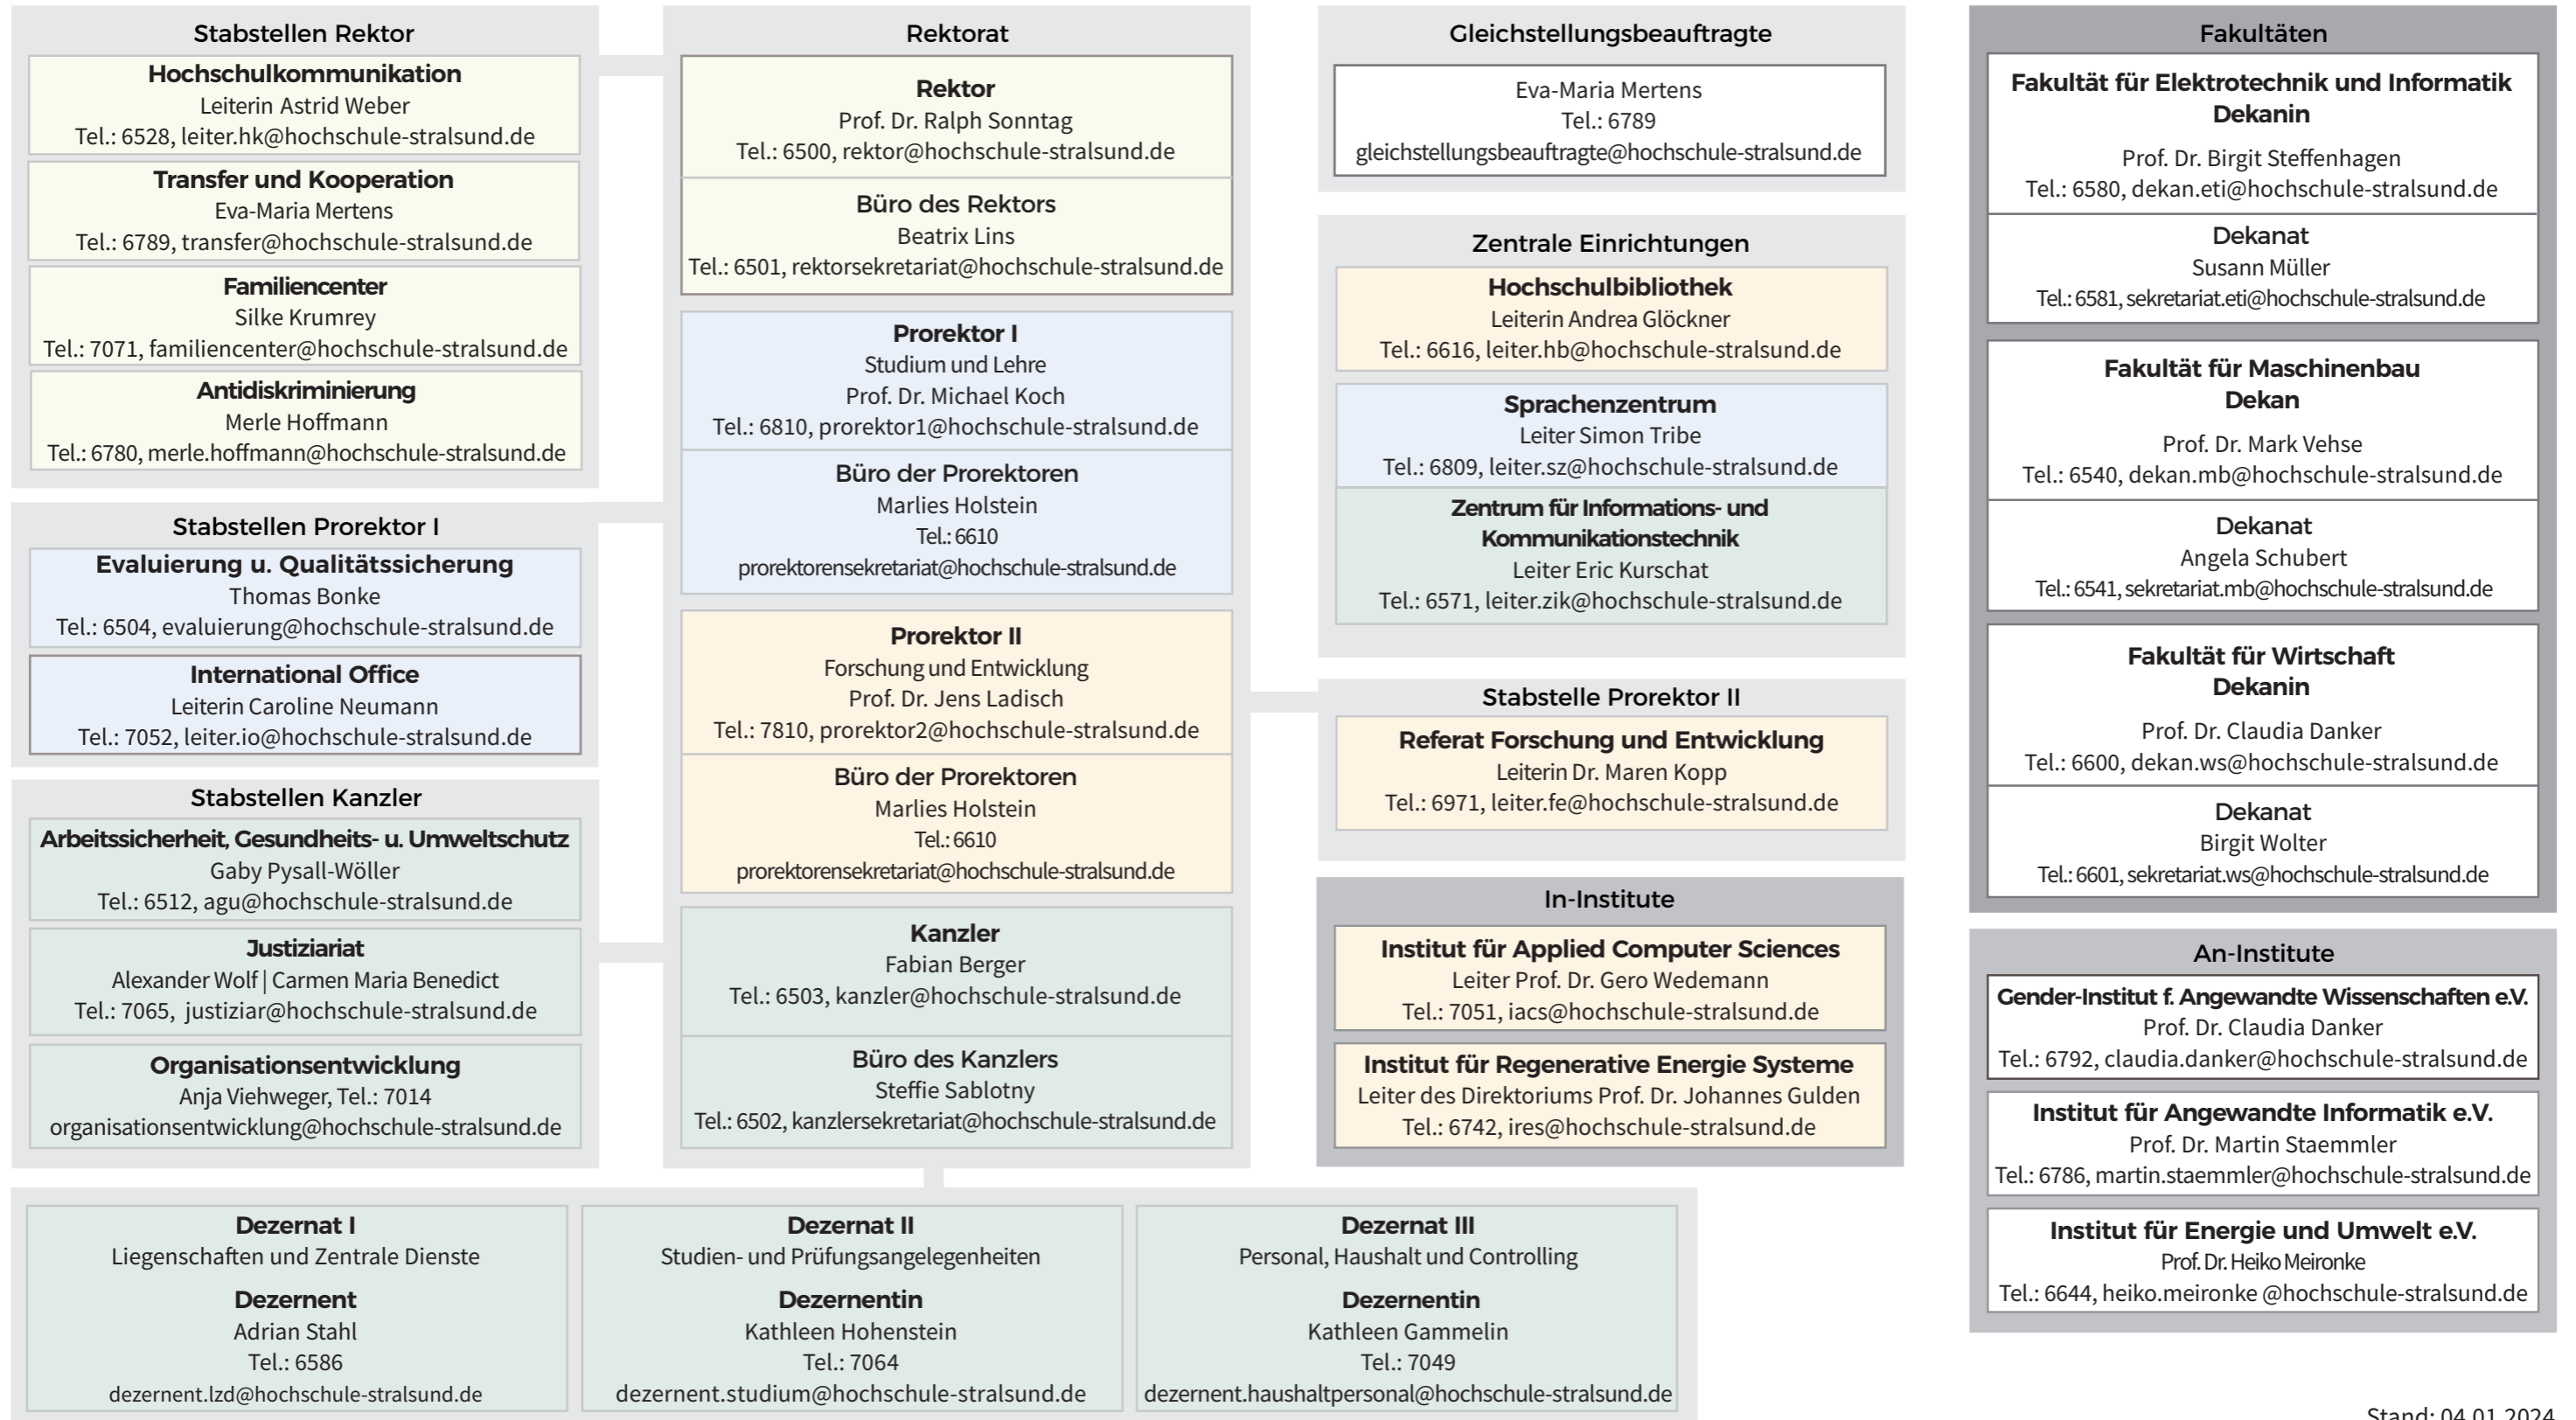 Stabstellen Rektor
Hochschulkommunikation
Leiterin Astrid Weber
Tel.: 6528, leiter.hk@hochschule-stralsund.de
Transfer und Kooperation
Eva-Maria Mertens
Tel.: 6789, transfer@hochschule-stralsund.de
Familiencenter
Silke Krumrey
Tel.: 7071, familiencenter@hochschule-stralsund.de
Antidiskriminierung
Merle Hoffmann
Tel.: 6780, merle.hoffmann@hochschule-stralsund.de
Stabstellen Prorektor I
Evaluierung u. Qualitätssicherung
Thomas Bonke
Tel.: 6504, evaluierung@hochschule-stralsund.de
International Office
Leiterin Caroline Neumann
Tel.: 7052, leiter.io@hochschule-stralsund.de
Stabstellen Kanzler
Arbeitssicherheit, Gesundheits- u. Umweltschutz
Gaby Pysall-Wöller
Tel.: 6512, agu@hochschule-stralsund.de
Justiziariat
Alexander Wolf | Carmen Maria Benedict
Tel.: 7065, justiziar@hochschule-stralsund.de
Organisationsentwicklung
Anja Viehweger, Tel.: 7014
organisationsentwicklung@hochschule-stralsund.de
Rektorat
Rektor
Prof. Dr. Ralph Sonntag
Tel.: 6500, rektor@hochschule-stralsund.de
Büro des Rektors
Beatrix Lins
Tel.: 6501, rektorsekretariat@hochschule-stralsund.de
Prorektor I
Studium und Lehre
Prof. Dr. Michael Koch
Tel.: 6810, prorektor1@hochschule-stralsund.de
Büro der Prorektoren
Marlies Holstein
Tel.: 6610
prorektorensekretariat@hochschule-stralsund.de
Prorektor II
Forschung und Entwicklung
Prof. Dr. Jens Ladisch
Tel.: 7810, prorektor2@hochschule-stralsund.de
Büro der Prorektoren
Marlies Holstein
Tel.: 6610
prorektorensekretariat@hochschule-stralsund.de
Kanzler
Fabian Berger
Tel.: 6503, kanzler@hochschule-stralsund.de
Büro des Kanzlers
Steffie Sablotny
Tel.: 6502, kanzlersekretariat@hochschule-stralsund.de
Gleichstellungsbeauftragte
Eva-Maria Mertens
Tel.: 6789
gleichstellungsbeauftragte@hochschule-stralsund.de
Zentrale Einrichtungen
Hochschulbibliothek
Leiterin Andrea Glöckner
Tel.: 6616, leiter.hb@hochschule-stralsund.de
Sprachenzentrum
Leiter Simon Tribe
Tel.: 6809, leiter.sz@hochschule-stralsund.de
Zentrum für Informations- und
Kommunikationstechnik
Leiter Eric Kurschat
Tel.: 6571, leiter.zik@hochschule-stralsund.de
Stabstelle Prorektor II
Referat Forschung und Entwicklung
Leiterin Dr. Maren Kopp
Tel.: 6971, leiter.fe@hochschule-stralsund.de
In-Institute
Institut für Applied Computer Sciences
Leiter Prof. Dr. Gero Wedemann
Tel.: 7051, iacs@hochschule-stralsund.de
Institut für Regenerative Energie Systeme
Leiter des Direktoriums Prof. Dr. Johannes Gulden
Tel.: 6742, ires@hochschule-stralsund.de
Fakultäten
Fakultät für Elektrotechnik und Informatik
Dekanin
Prof. Dr. Birgit Steffenhagen
Tel.: 6580, dekan.eti@hochschule-stralsund.de
Dekanat
Susann Müller
Tel.: 6581, sekretariat.eti@hochschule-stralsund.de
Fakultät für Maschinenbau
Dekan
Prof. Dr. Mark Vehse
Tel.: 6540, dekan.mb@hochschule-stralsund.de
Dekanat
Angela Schubert
Tel.: 6541, sekretariat.mb@hochschule-stralsund.de
Fakultät für Wirtschaft
Dekanin
Prof. Dr. Claudia Danker
Tel.: 6600, dekan.ws@hochschule-stralsund.de
Dekanat
Birgit Wolter
Tel.: 6601, sekretariat.ws@hochschule-stralsund.de
An-Institute
Gender-Institut f. Angewandte Wissenschaften e.V.
Prof. Dr. Claudia Danker
Tel.: 6792, claudia.danker@hochschule-stralsund.de
Institut für Angewandte Informatik e.V.
Prof. Dr. Martin Staemmler
Tel.: 6786, martin.staemmler@hochschule-stralsund.de
Institut für Energie und Umwelt e.V.
Prof. Dr. Heiko Meironke
Tel.: 6644, heiko.meironke @hochschule-stralsund.de
Dezernat I
Liegenschaften und Zentrale Dienste
Dezernent
Adrian Stahl
Tel.: 6586
dezernent.lzd@hochschule-stralsund.de
Dezernat II
Studien- und Prüfungsangelegenheiten
Dezernentin
Kathleen Hohenstein
Tel.: 7064
dezernent.studium@hochschule-stralsund.de
Dezernat III
Personal, Haushalt und Controlling
Dezernentin
Kathleen Gammelin
Tel.: 7049
dezernent.haushaltpersonal@hochschule-stralsund.de
Stand: 04.01.2024